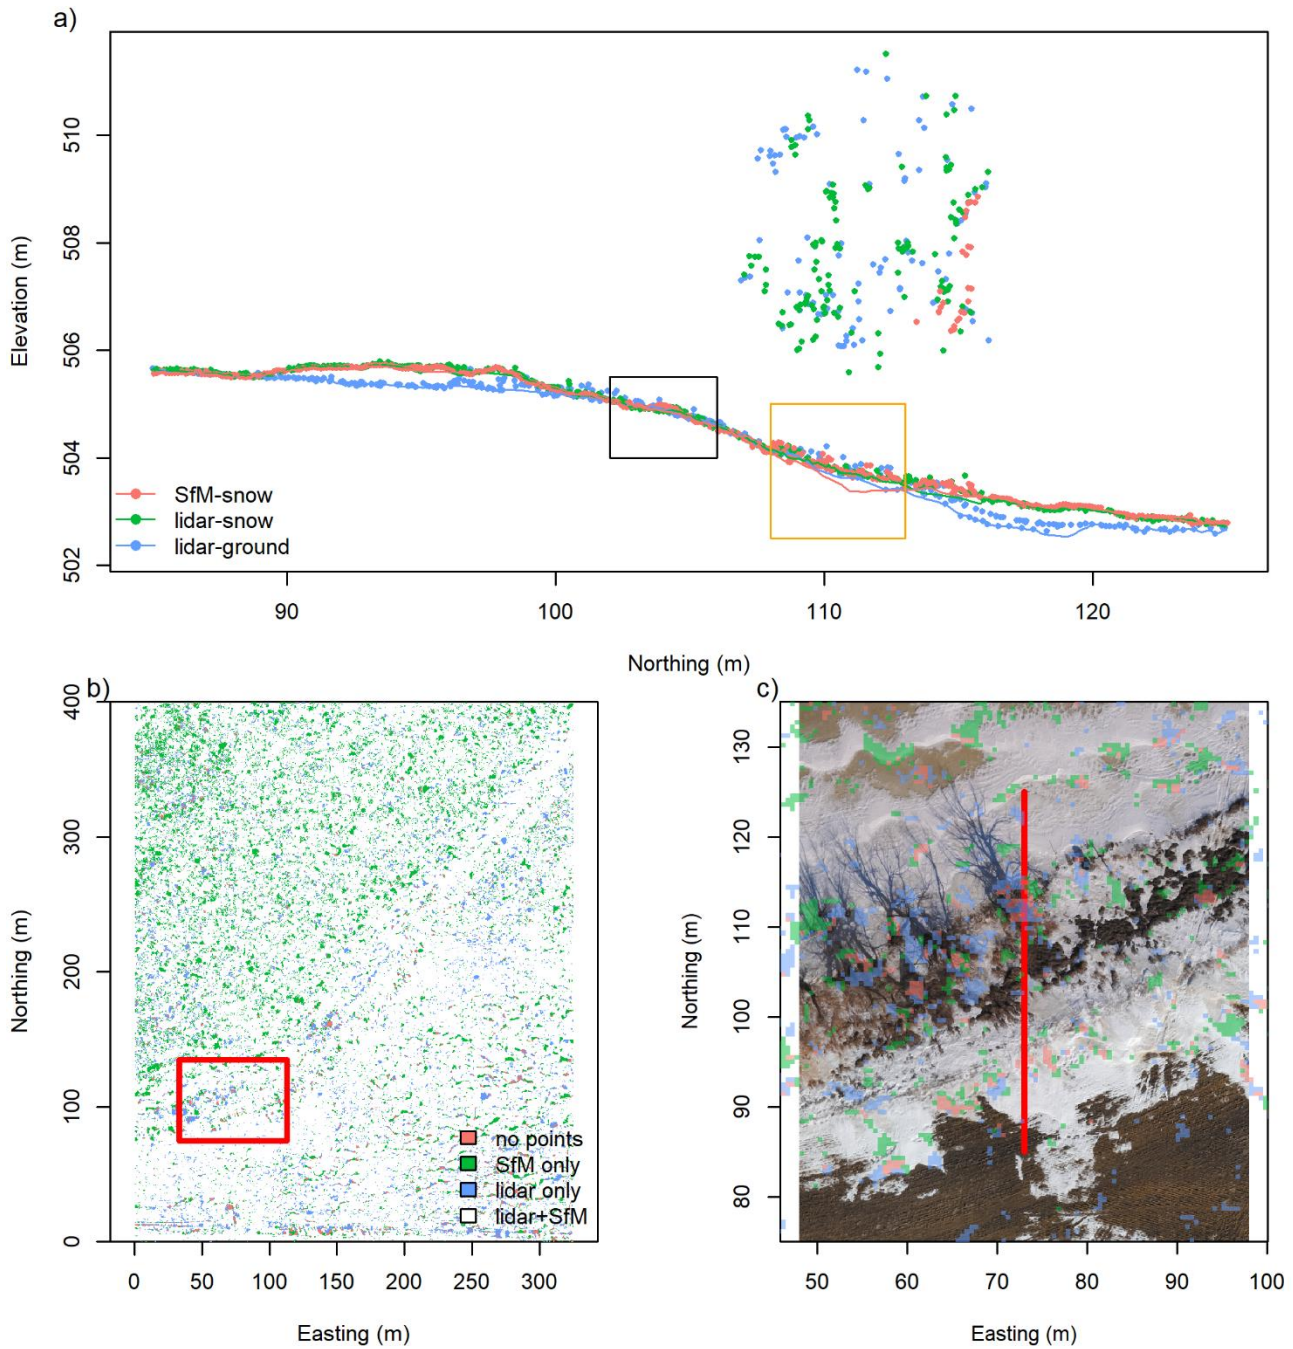 a)
Elevation (m)
510
508
506
504
502
SfM-snow
lidar-snow
lidar-ground
90 100 110 120
Northing (m)
b)
Northing (m)
400
300
200
100
0
no points
SfM only
lidar only
lidar+SfM
0 50 100 150 200 250 300
Easting (m)
c)
Northing (m)
130
120
110
100
90
80
50 60 70 80 90 100
Easting (m)